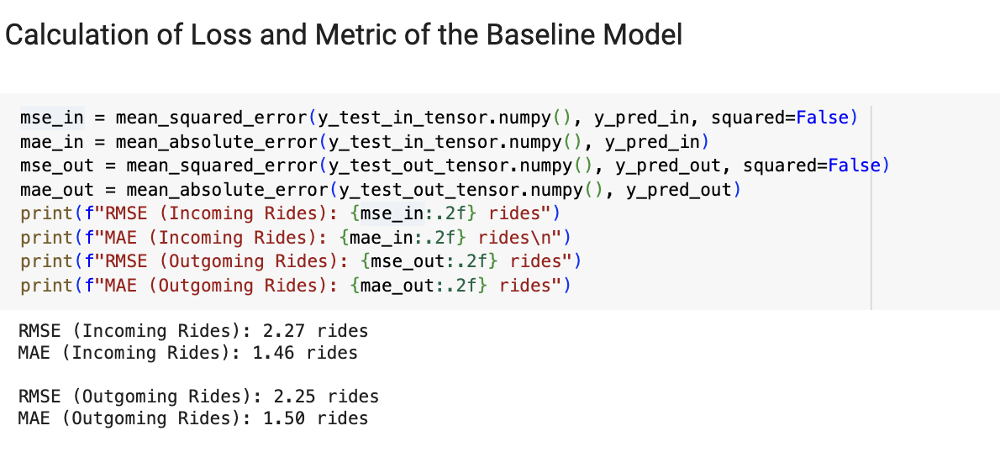 Calculation of Loss and Metric of the Baseline Model
mse_in = mean_squared_error(y_test_in_tensor.numpy(), y_pred_in, squared=False)
mae_in = mean_absolute_error(y_test_in_tensor.numpy(), y_pred_in)
mse_out = mean_squared_error(y_test_out_tensor.numpy(), y_pred_out, squared=False)
mae_out = mean_absolute_error(y_test_out_tensor.numpy(), y_pred_out)
print(f"RMSE (Incoming Rides): {mse_in:.2f} rides")
print(f"MAE (Incoming Rides): {mae_in:.2f} rides\n")
print(f"RMSE (Outgoming Rides): {mse_out:.2f} rides")
print(f"MAE (Outgoming Rides): {mae_out:.2f} rides")
RMSE (Incoming Rides): 2.27 rides
MAE (Incoming Rides): 1.46 rides
RMSE (Outgoming Rides): 2.25 rides
MAE (Outgoming Rides): 1.50 rides